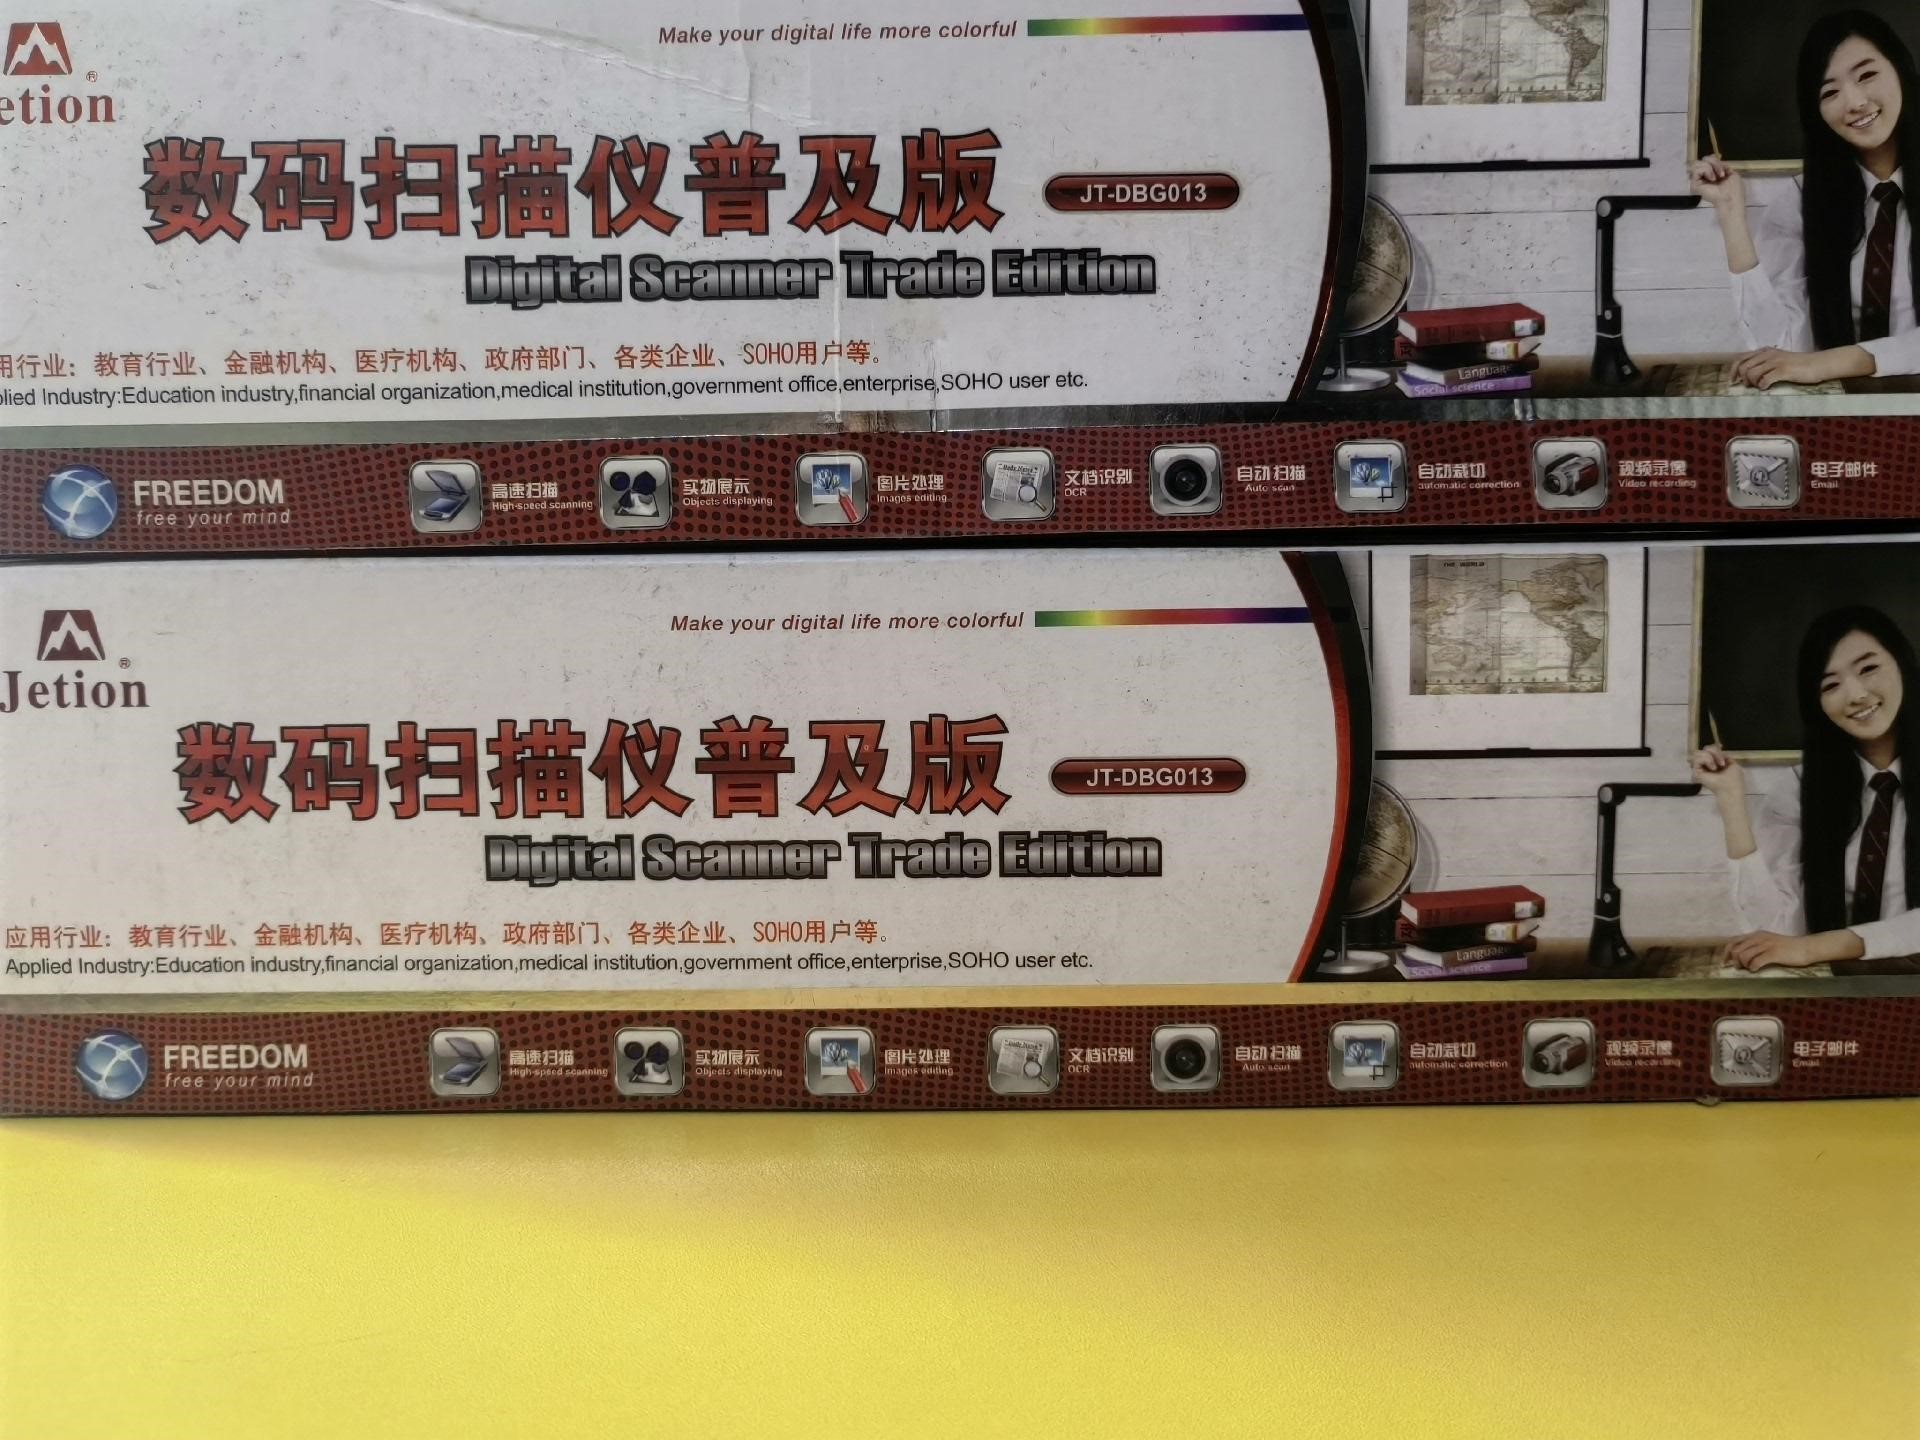 Make your digital life more colorful
etion
®
数码扫描仪普及版
JT-DBG013
Digital Scanner Trade Edition
用行业：教育行业、金融机构、医疗机构、政府部门、各类企业、SOHO用户等。
lied Industry:Education industry,financial organization,medical institution,government office,enterprise,SOHO user etc.
Language
Social science
FREEDOM
free your mind
高速扫描
High-speed scanning
实物展示
Objects displaying
图片处理
Images editing
文档识别
OCR
自动扫描
Auto scan
自动裁切
automatic correction
视频录像
Video recording
电子邮件
Email
THE WORLD
Make your digital life more colorful
Jetion
®
数码扫描仪普及版
JT-DBG013
Digital Scanner Trade Edition
应用行业：教育行业、金融机构、医疗机构、政府部门、各类企业、SOHO用户等。
Applied Industry:Education industry,financial organization,medical institution,government office,enterprise,SOHO user etc.
Language
Social science
FREEDOM
free your mind
高速扫描
High-speed scanning
实物展示
Objects displaying
图片处理
Images editing
文档识别
OCR
自动扫描
Auto scan
自动裁切
automatic correction
视频录像
Video recording
电子邮件
Email